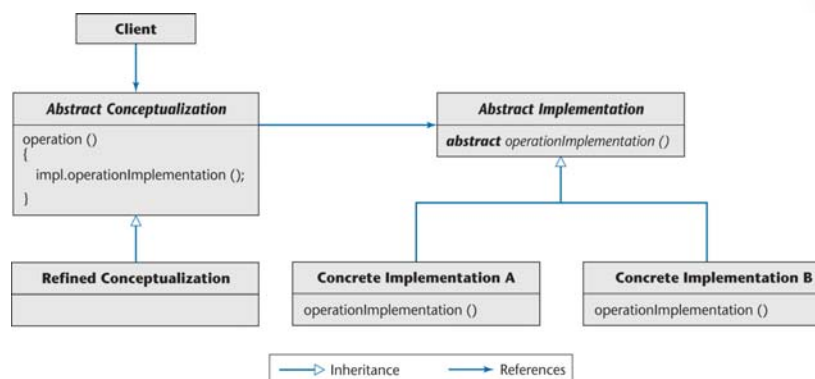 Client
Abstract Conceptualization
operation ()
{
impl.operationImplementation ();
}
Abstract Implementation
abstract operationImplementation ()
Refined Conceptualization
Concrete Implementation A
operationImplementation ()
Concrete Implementation B
operationImplementation ()
Inheritance
References